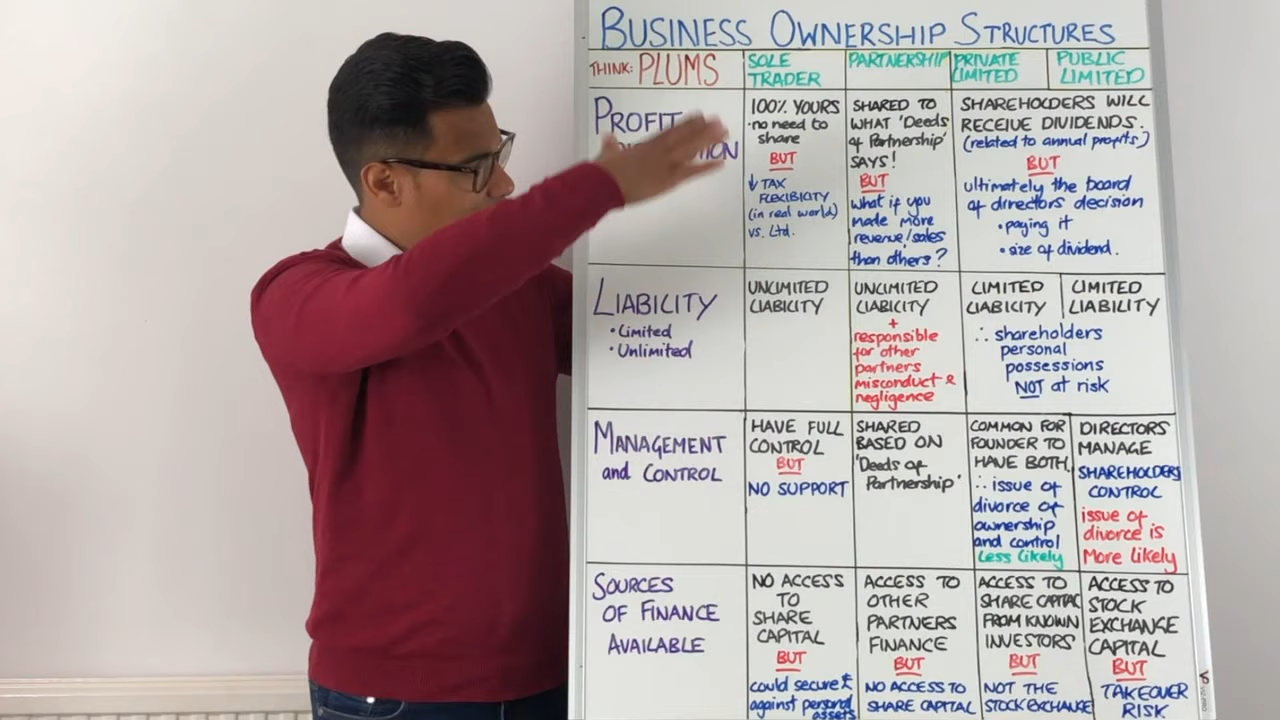 BUSINESS OWNERSHIP STRUCTURES
THINK: PLUMS
SOLE
TRADER
PARTNERSHIP
PRIVATE
LIMITED
PUBLIC
LIMITED
PROFIT
100% YOURS
·no need to
share
BUT
↓ TAX
FLEXIBILITY
(in real world)
vs. Ltd.
SHARED TO
WHAT 'Deeds
of Partnership'
SAYS!
BUT
what if you
made more
revenue/sales
than others?
SHAREHOLDERS WILL
RECEIVE DIVIDENDS.
(related to annual profits)
BUT
ultimately the board
of directors decision
• paying it
• size of dividend.
LIABILITY
• Limited
• Unlimited
UNLIMITED
LIABILITY
UNLIMITED
LIABILITY
+
responsible
for other
partners
misconduct &
negligence
LIMITED
LIABILITY
LIMITED
LIABILITY
∴ shareholders
personal
possessions
NOT at risk
MANAGEMENT
and CONTROL
HAVE FULL
CONTROL
BUT
NO SUPPORT
SHARED
BASED ON
'Deeds of
Partnership'
COMMON FOR
FOUNDER TO
HAVE BOTH,
∴ issue of
divorce of
ownership
and control
Less likely
DIRECTORS
MANAGE
SHAREHOLDERS
CONTROL
issue of
divorce is
More likely
SOURCES
OF FINANCE
AVAILABLE
NO ACCESS
TO
SHARE
CAPITAL
BUT
could secure £
against personal
assets
ACCESS TO
OTHER
PARTNERS
FINANCE
BUT
NO ACCESS TO
SHARE CAPITAL
ACCESS TO
SHARE CAPITAL
FROM KNOWN
INVESTORS
BUT
NOT THE
STOCK EXCHANGE
ACCESS TO
STOCK
EXCHANGE
CAPITAL
BUT
TAKEOVER
RISK